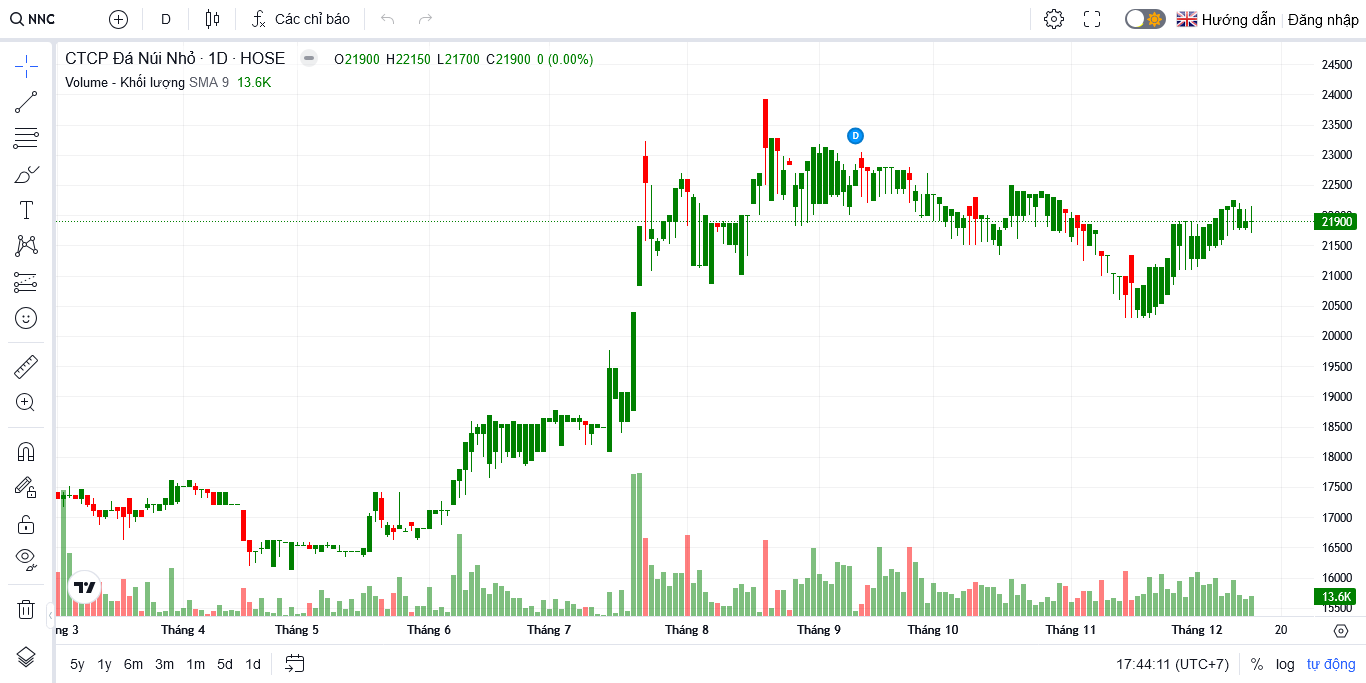 NNC D Các chỉ báo Hướng dẫn Đăng nhập
CTCP Đá Núi Nhỏ · 1D · HOSE O21900 H22150 L21700 C21900 0 (0.00%)
Volume - Khối lượng SMA 9 13.6K
D
24500
24000
23500
23000
22500
21900
21500
21000
20500
20000
19500
19000
18500
18000
17500
17000
16500
16000
13.6K
15500
ng 3 Tháng 4 Tháng 5 Tháng 6 Tháng 7 Tháng 8 Tháng 9 Tháng 10 Tháng 11 Tháng 12 20
5y 1y 6m 3m 1m 5d 1d 17:44:11 (UTC+7) % log tự động